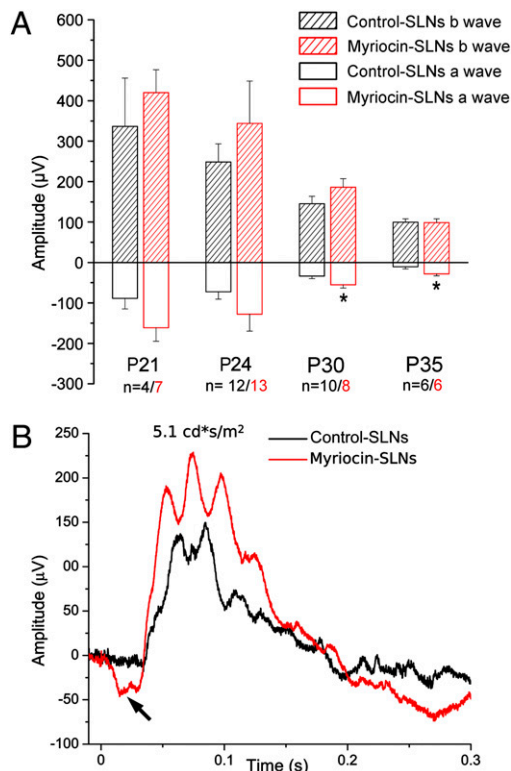 A
Control-SLNs b wave
Myriocin-SLNs b wave
Control-SLNs a wave
Myriocin-SLNs a wave
Amplitude (µV)
600
500
400
300
200
100
0
-100
-200
-300
* *
P21 P24 P30 P35
n=4/7 n= 12/13 n=10/8 n=6/6
B
5.1 cd*s/m²
Control-SLNs
Myriocin-SLNs
Amplitude (µV)
250
200
150
00
50
0
-50
-100
0 0.1 0.2 0.3
Time (s)